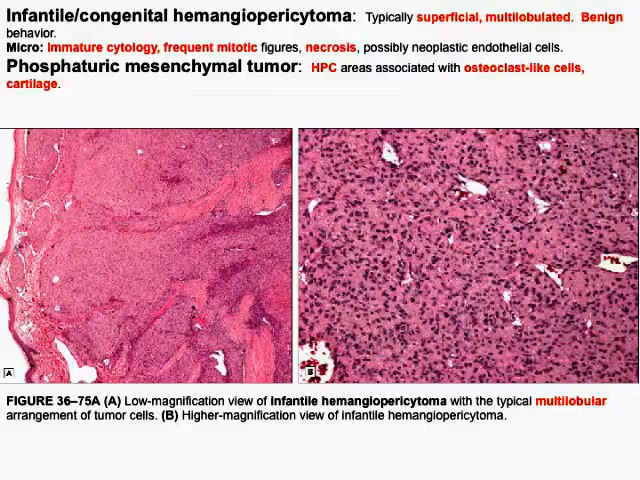 Infantile/congenital hemangiopericytoma: Typically superficial, multilobulated. Benign
behavior.
Micro: Immature cytology, frequent mitotic figures, necrosis, possibly neoplastic endothelial cells.
Phosphaturic mesenchymal tumor: HPC areas associated with osteoclast-like cells,
cartilage.
A
B
FIGURE 36–75A (A) Low-magnification view of infantile hemangiopericytoma with the typical multilobular
arrangement of tumor cells. (B) Higher-magnification view of infantile hemangiopericytoma.